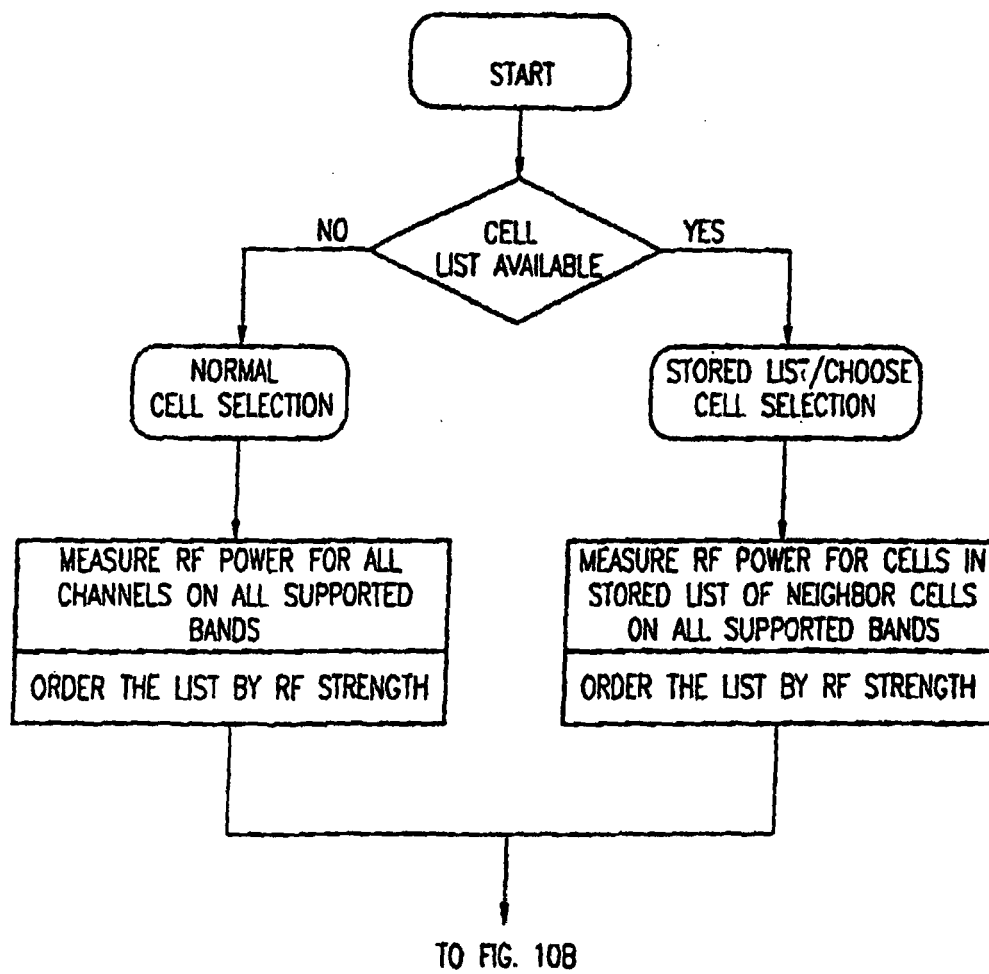 START
CELL
LIST AVAILABLE
NO
YES
NORMAL
CELL SELECTION
STORED LIST/CHOOSE
CELL SELECTION
MEASURE RF POWER FOR ALL
CHANNELS ON ALL SUPPORTED
BANDS
ORDER THE LIST BY RF STRENGTH
MEASURE RF POWER FOR CELLS IN
STORED LIST OF NEIGHBOR CELLS
ON ALL SUPPORTED BANDS
ORDER THE LIST BY RF STRENGTH
TO FIG. 10B